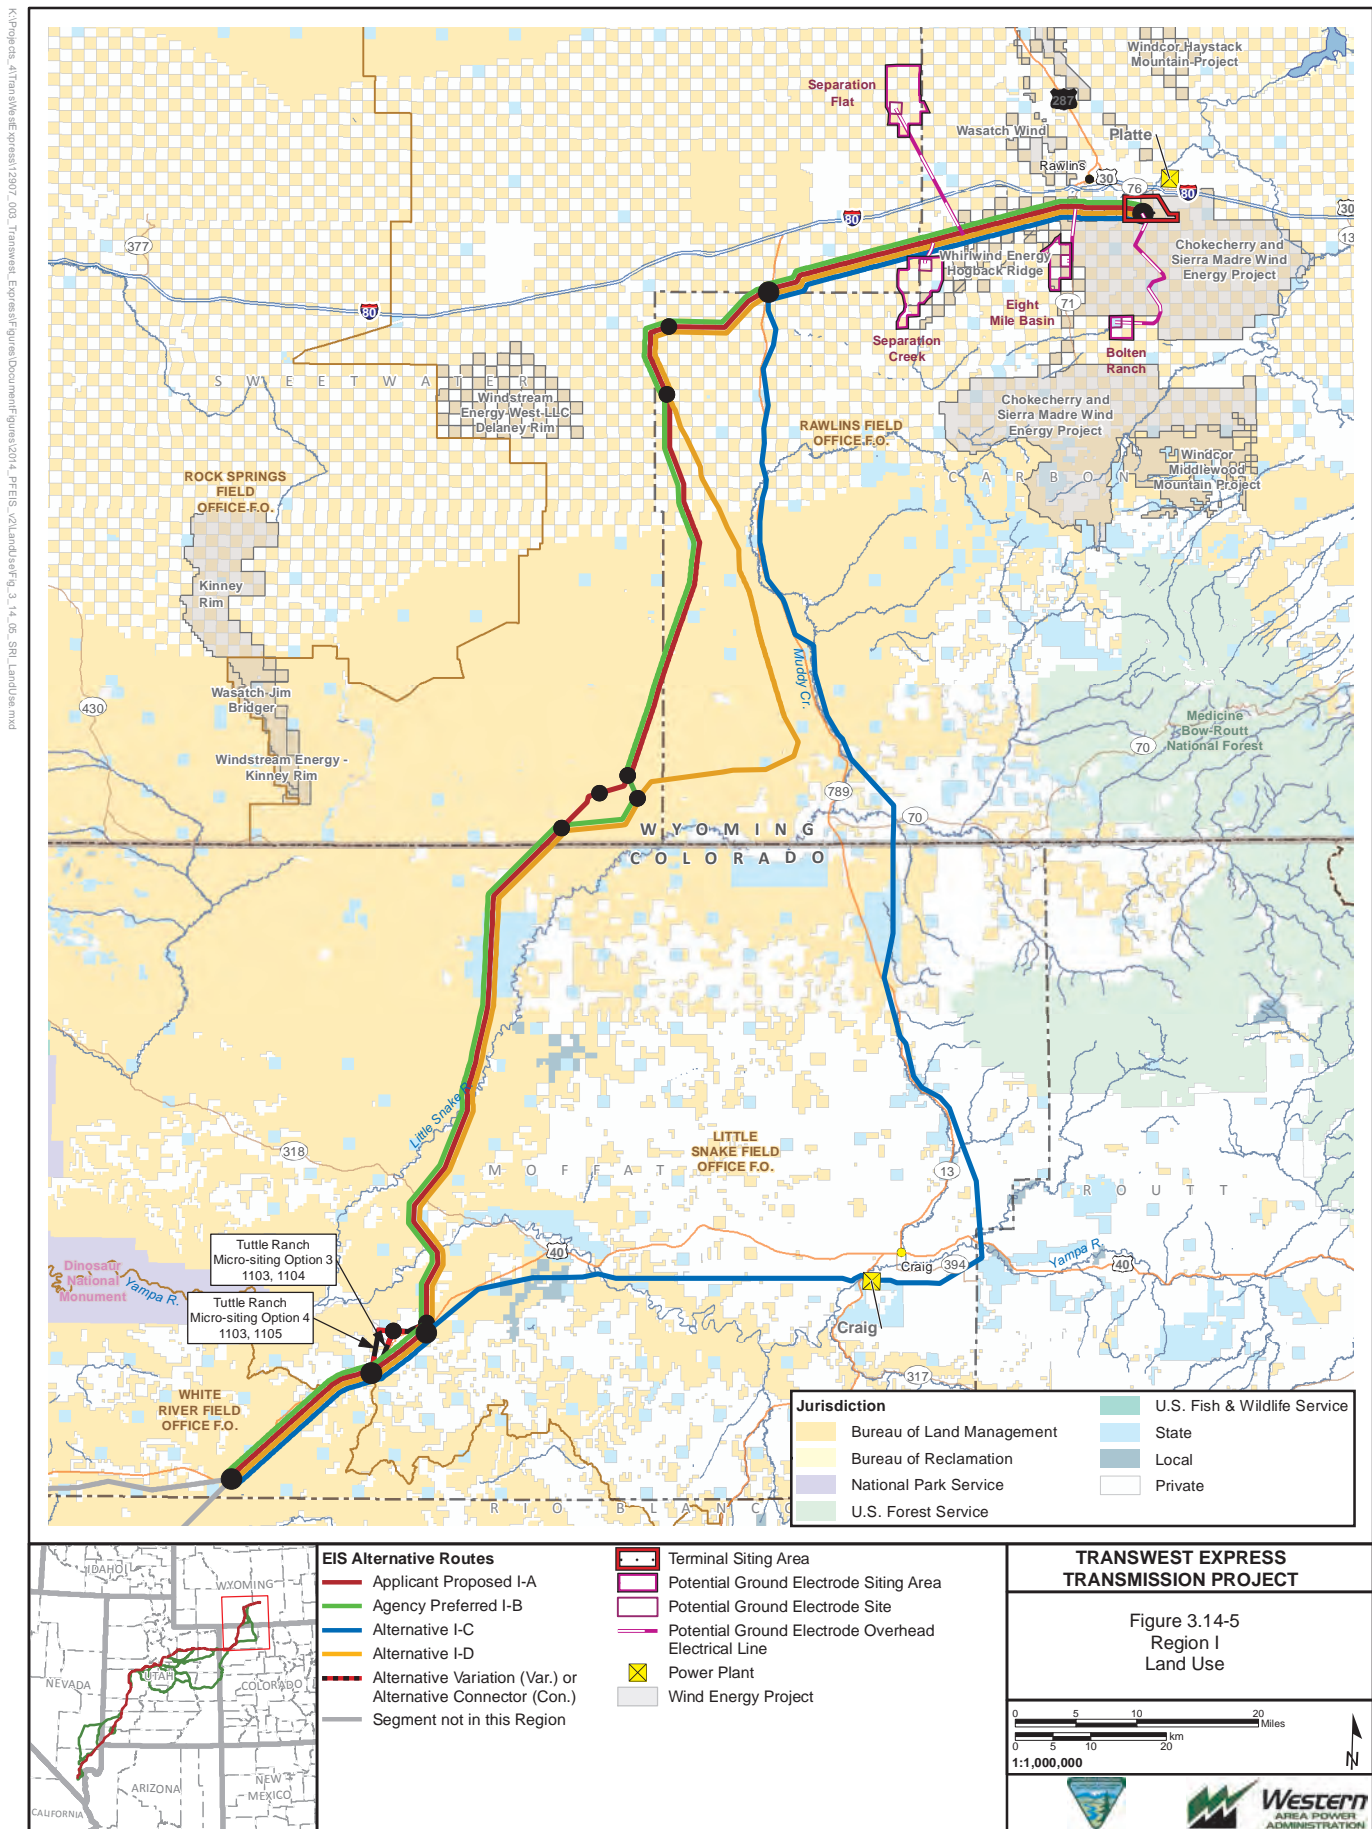 K:\Projects_4\TransWestExpress\12907_003_Transwest_Express\Figures\DocumentFigures\2014_PFEIS_v2\LandUse\Fig_3_14_05_SRI_LandUse.mxd
Windcor Haystack
Mountain Project
Separation
Flat
287
Wasatch Wind
Platte
Rawlins
30
76
80
30
13
80
377
Whirlwind Energy
Hogback Ridge
Chokecherry and
Sierra Madre Wind
Energy Project
71
80
Eight
Mile Basin
Separation
Creek
Bolten
Ranch
S W E E T W A T E R
Windstream
Energy West LLC
Delaney Rim
Chokecherry and
Sierra Madre Wind
Energy Project
RAWLINS FIELD
OFFICE F.O.
Windcor
Middlewood
Mountain Project
C A R B O N
ROCK SPRINGS
FIELD
OFFICE F.O.
Kinney
Rim
Muddy Cr.
Wasatch Jim
Bridger
430
Medicine
Bow-Routt
National Forest
70
Windstream Energy -
Kinney Rim
789
70
W Y O M I N G
C O L O R A D O
Little Snake R.
LITTLE
SNAKE FIELD
OFFICE F.O.
318
M O F F A T
13
R O U T T
Tuttle Ranch
Micro-siting Option 3
1103, 1104
40
Craig
394
Yampa R.
40
Dinosaur
National
Monument
Yampa R.
Tuttle Ranch
Micro-siting Option 4
1103, 1105
Craig
317
WHITE
RIVER FIELD
OFFICE F.O.
R I O B L A N C O
Jurisdiction
Bureau of Land Management
Bureau of Reclamation
National Park Service
U.S. Forest Service
U.S. Fish & Wildlife Service
State
Local
Private
IDAHO
WYOMING
NEVADA
UTAH
COLORADO
ARIZONA
NEW
MEXICO
CALIFORNIA
EIS Alternative Routes
Applicant Proposed I-A
Agency Preferred I-B
Alternative I-C
Alternative I-D
Alternative Variation (Var.) or
Alternative Connector (Con.)
Segment not in this Region
Terminal Siting Area
Potential Ground Electrode Siting Area
Potential Ground Electrode Site
Potential Ground Electrode Overhead
Electrical Line
Power Plant
Wind Energy Project
TRANSWEST EXPRESS
TRANSMISSION PROJECT
Figure 3.14-5
Region I
Land Use
0 5 10 20
Miles
km
0 5 10 20
1:1,000,000
N
Western
AREA POWER
ADMINISTRATION